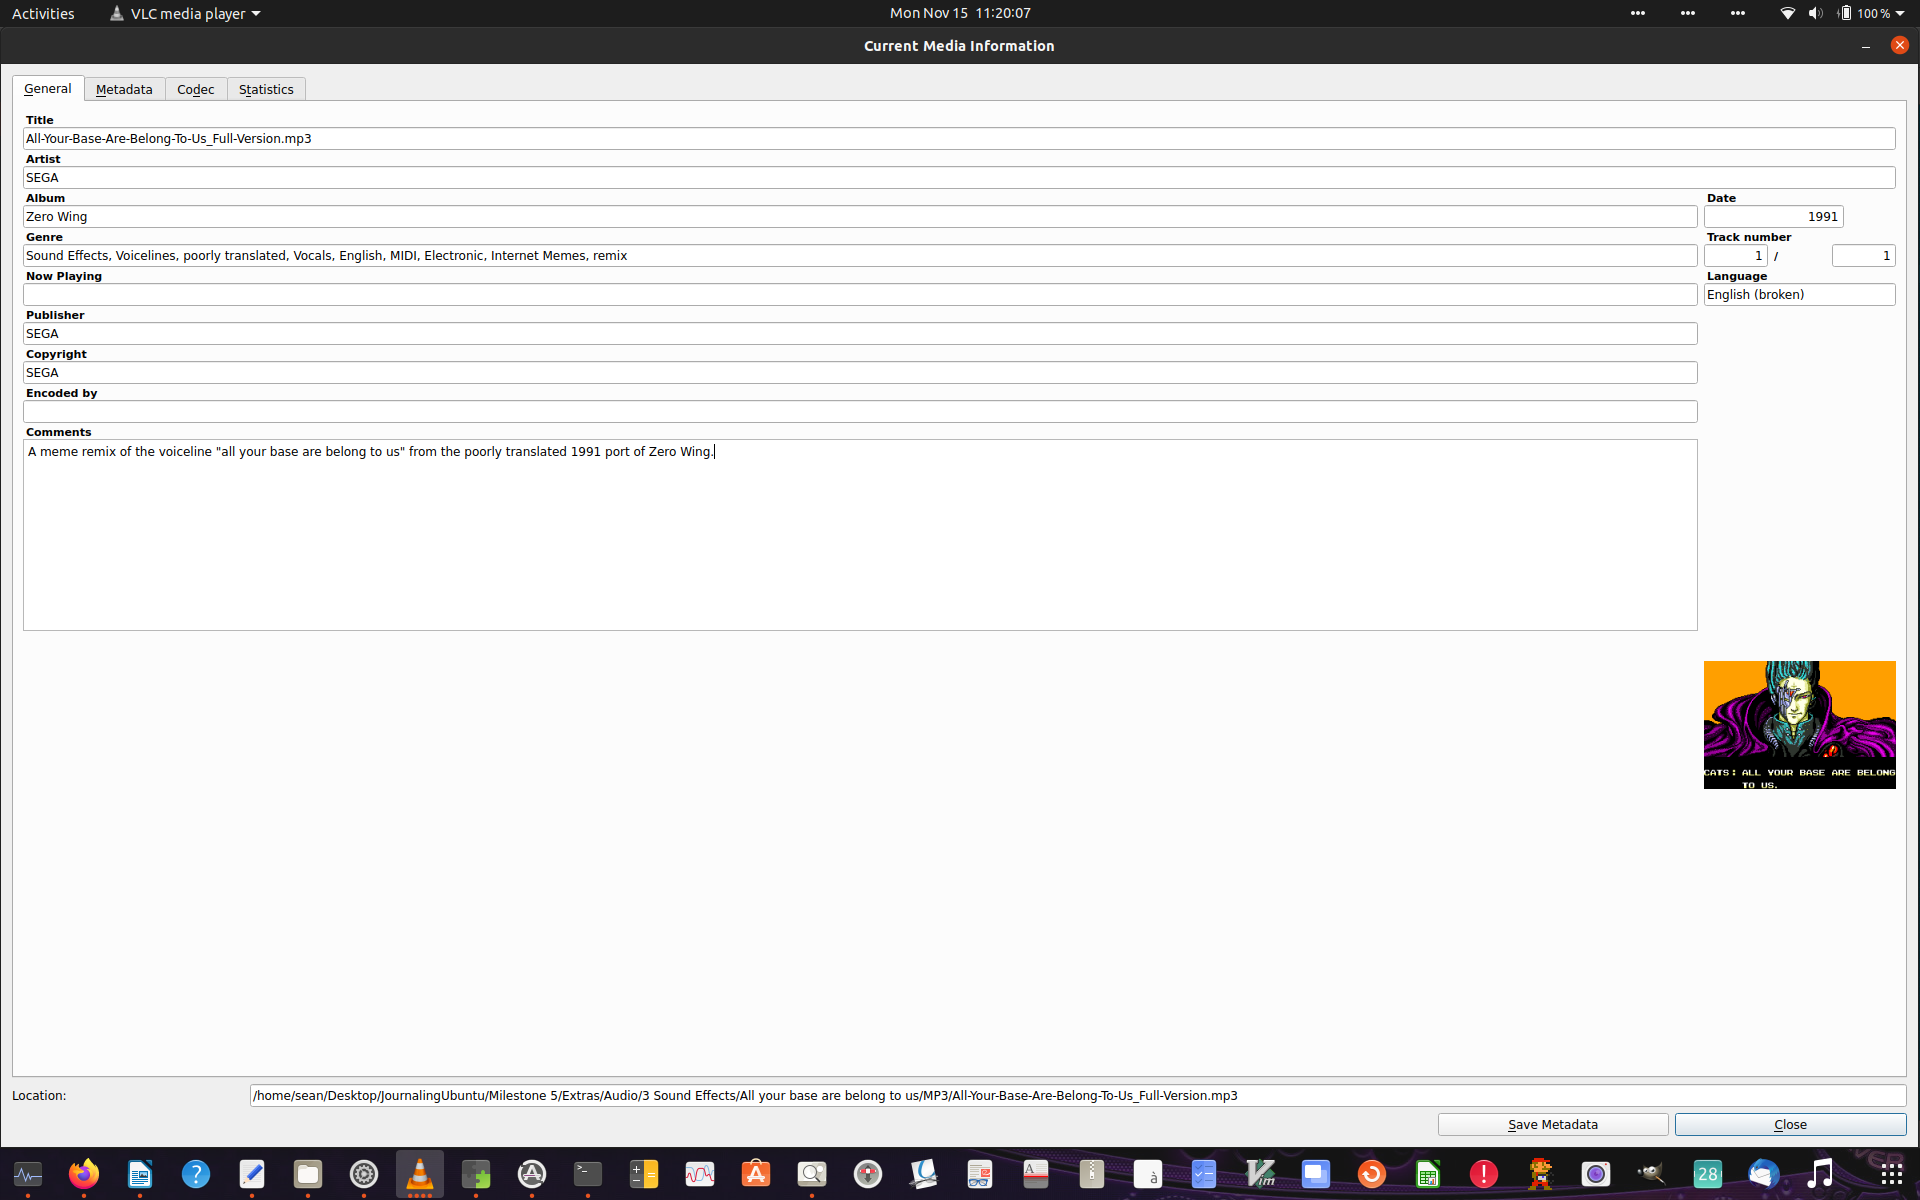 Activities
VLC media player
Mon Nov 15 11:20:07
100 %
Current Media Information
General
Metadata
Codec
Statistics
Title
All-Your-Base-Are-Belong-To-Us_Full-Version.mp3
Artist
SEGA
Album
Date
Zero Wing
1991
Genre
Track number
Sound Effects, Voicelines, poorly translated, Vocals, English, MIDI, Electronic, Internet Memes, remix
1 / 1
Now Playing
Language
English (broken)
Publisher
SEGA
Copyright
SEGA
Encoded by
Comments
A meme remix of the voiceline "all your base are belong to us" from the poorly translated 1991 port of Zero Wing.
CATS: ALL YOUR BASE ARE BELONG
TO US.
Location:
/home/sean/Desktop/JournalingUbuntu/Milestone 5/Extras/Audio/3 Sound Effects/All your base are belong to us/MP3/All-Your-Base-Are-Belong-To-Us_Full-Version.mp3
Save Metadata
Close
28